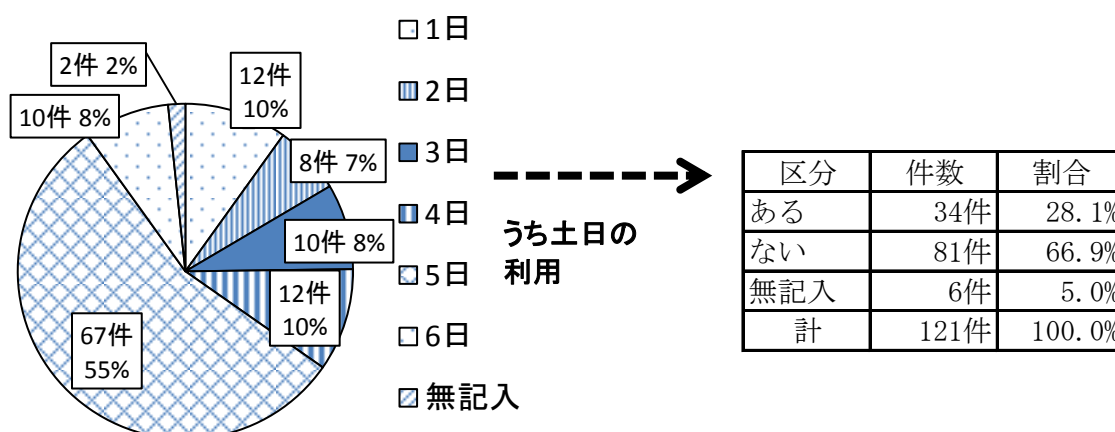 2件 2%
10件 8%
12件
10%
8件 7%
10件 8%
12件
10%
67件
55%
1日
2日
3日
4日
5日
6日
無記入
うち土日の
利用
区分 件数 割合
ある 34件 28.1%
ない 81件 66.9%
無記入 6件 5.0%
計 121件 100.0%